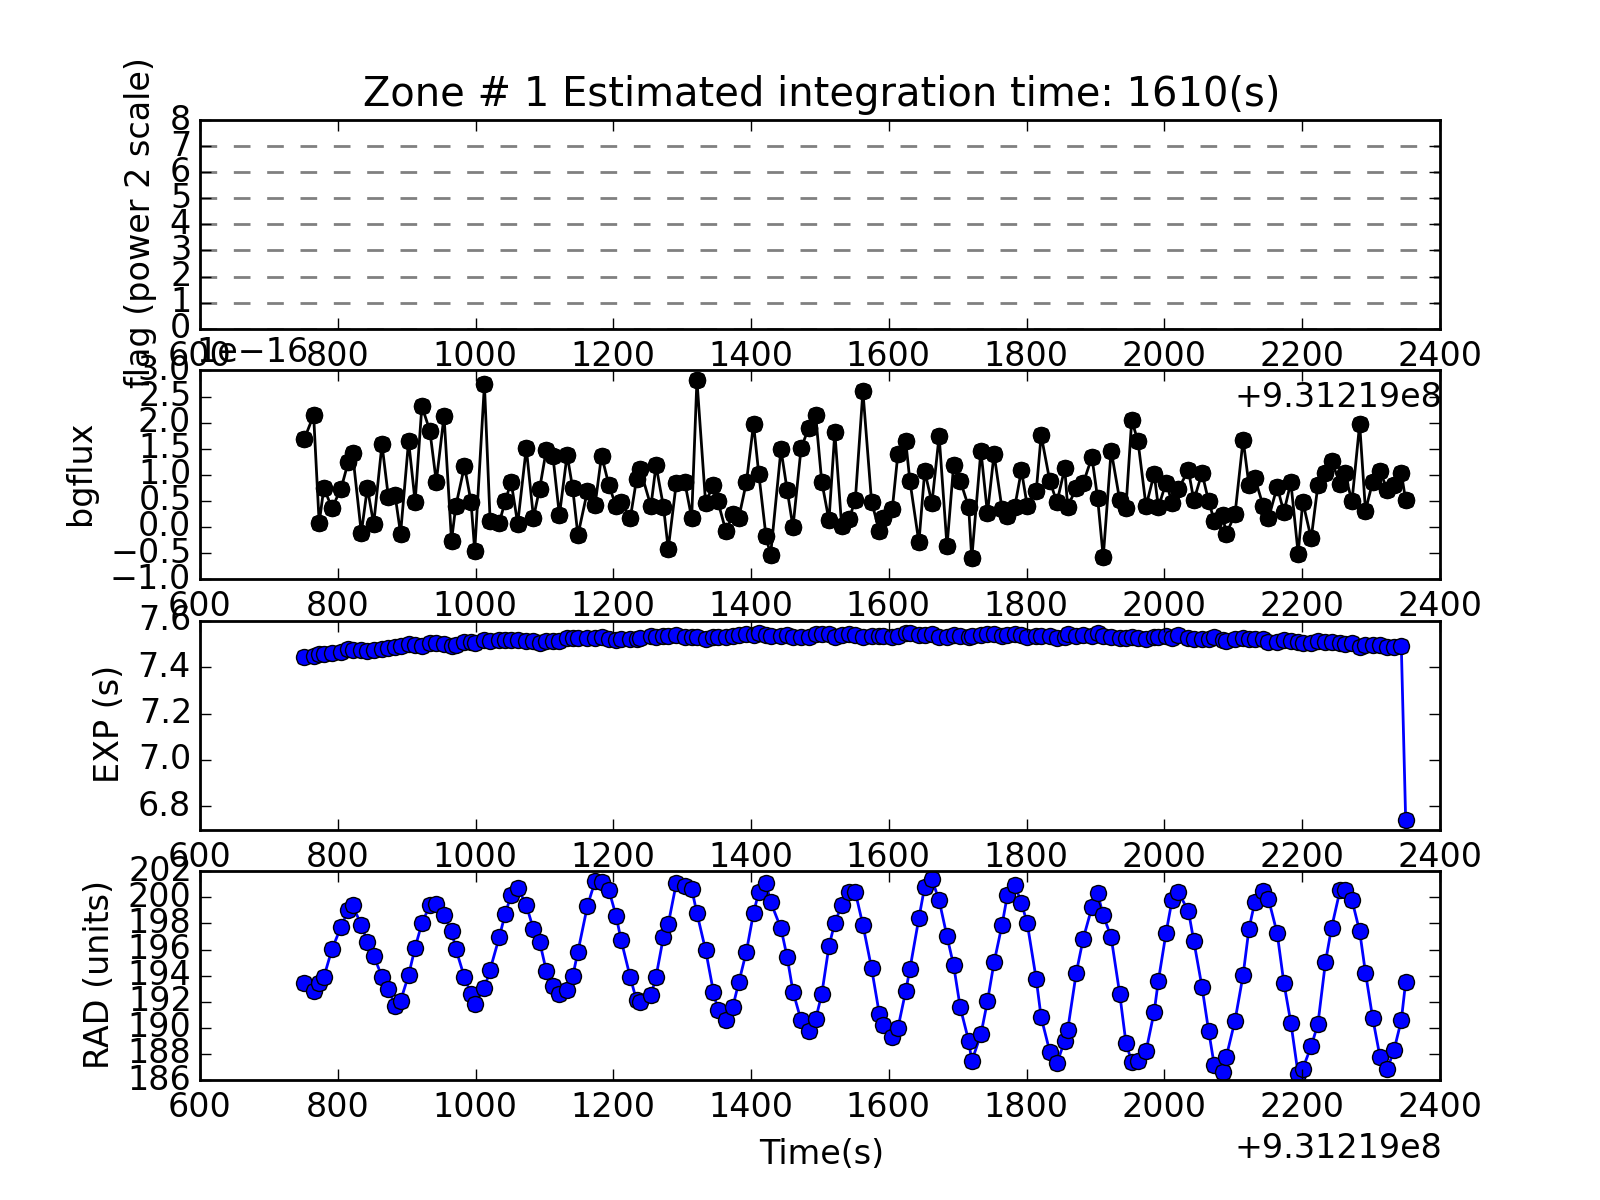 Zone # 1 Estimated integration time: 1610(s)
flag (power 2 scale)
8
7
6
5
4
3
2
1
0
600 800 1000 1200 1400 1600 1800 2000 2200 2400
1e−16
+9.31219e8
bgflux
3.0
2.5
2.0
1.5
1.0
0.5
0.0
−0.5
−1.0
600 800 1000 1200 1400 1600 1800 2000 2200 2400
EXP (s)
7.6
7.4
7.2
7.0
6.8
600 800 1000 1200 1400 1600 1800 2000 2200 2400
RAD (units)
202
200
198
196
194
192
190
188
186
600 800 1000 1200 1400 1600 1800 2000 2200 2400
Time(s)
+9.31219e8